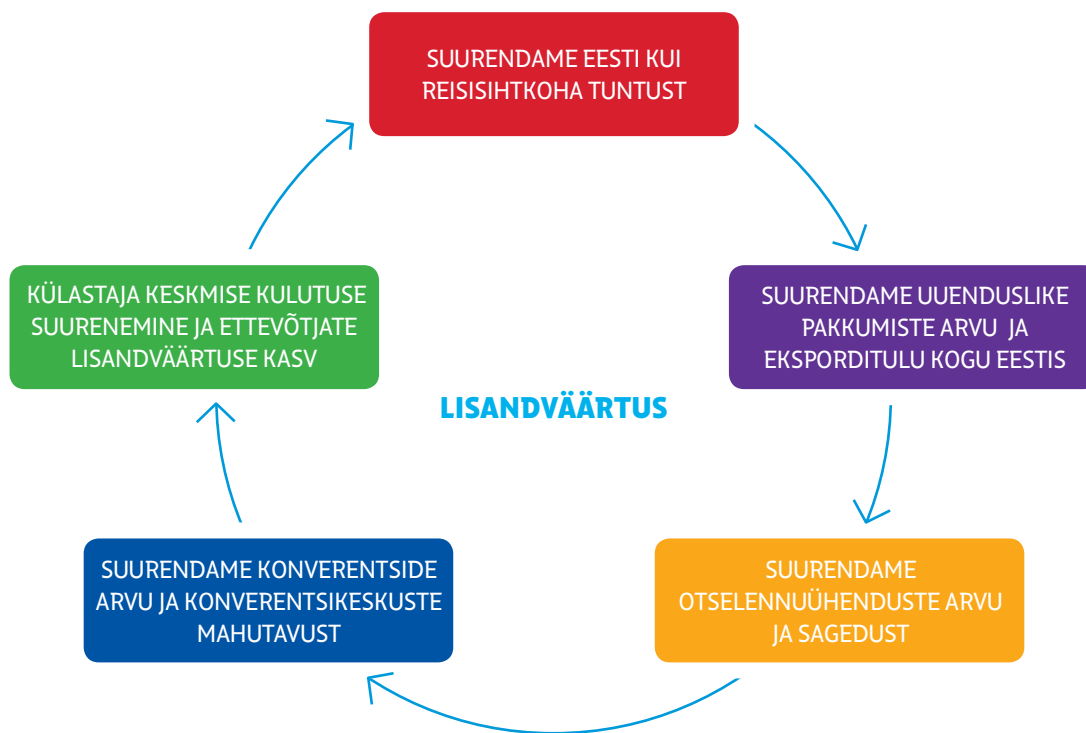 SUURENDAME EESTI KUI
REISISIHTKOHA TUNTUST
SUURENDAME UUENDUSLIKE
PAKKUMISTE ARVU JA
EKSPORDITULU KOGU EESTIS
SUURENDAME
OTSELENNUÜHENDUSTE ARVU
JA SAGEDUST
SUURENDAME KONVERENTSIDE
ARVU JA KONVERENTSIKESKUSTE
MAHUTAVUST
KÜLASTAJA KESKMISE KULUTUSE
SUURENEMINE JA ETTEVÕTJATE
LISANDVÄÄRTUSE KASV
LISANDVÄÄRTUS